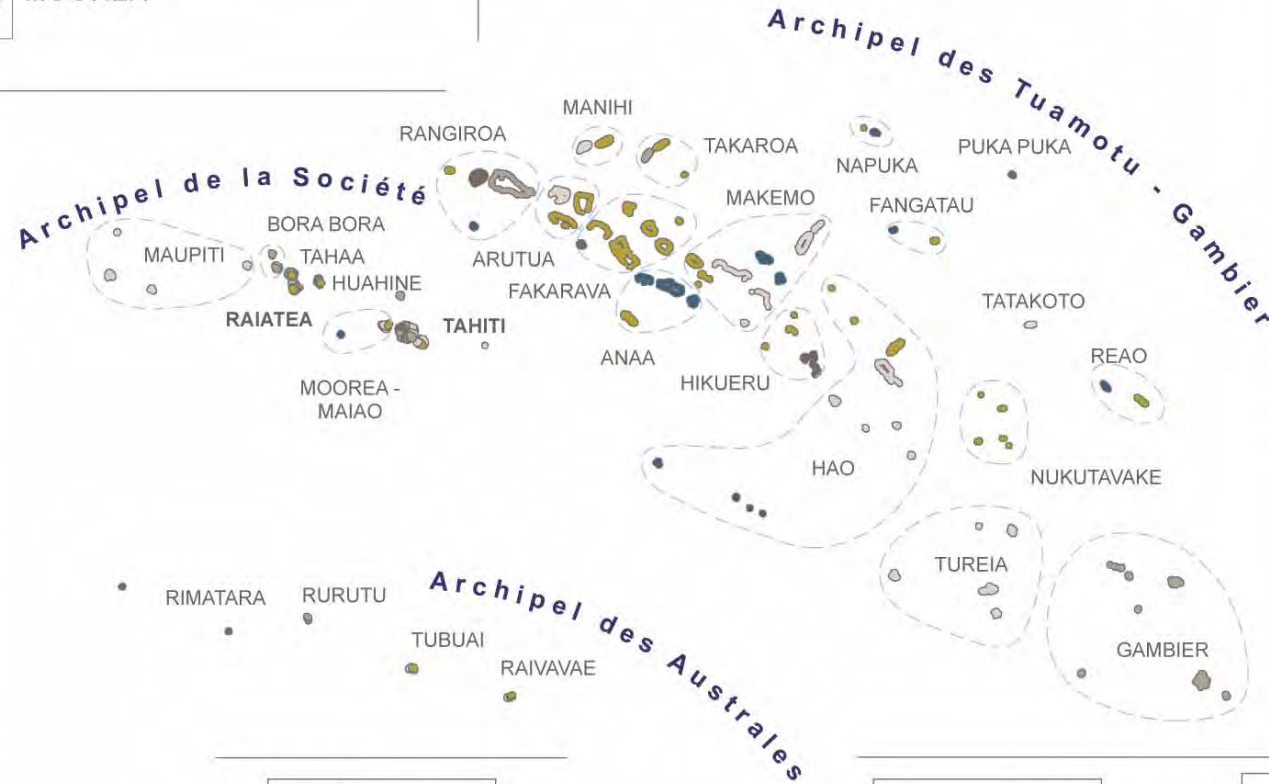 Archipel des Tuamotu - Gambier
MANIHI
RANGIROA
TAKAROA
NAPUKA
PUKA PUKA
Archipel de la Société
MAKEMO
FANGATAU
BORA BORA
MAUPITI
TAHAA
ARUTUA
HUAHINE
FAKARAVA
TATAKOTO
RAIATEA
TAHITI
ANAA
REAO
HIKUERU
MOOREA -
MAIAO
HAO
NUKUTAVAKE
TUREIA
Archipel des Australes
RIMATARA
RURUTU
TUBUAI
RAIVAVAE
GAMBIER